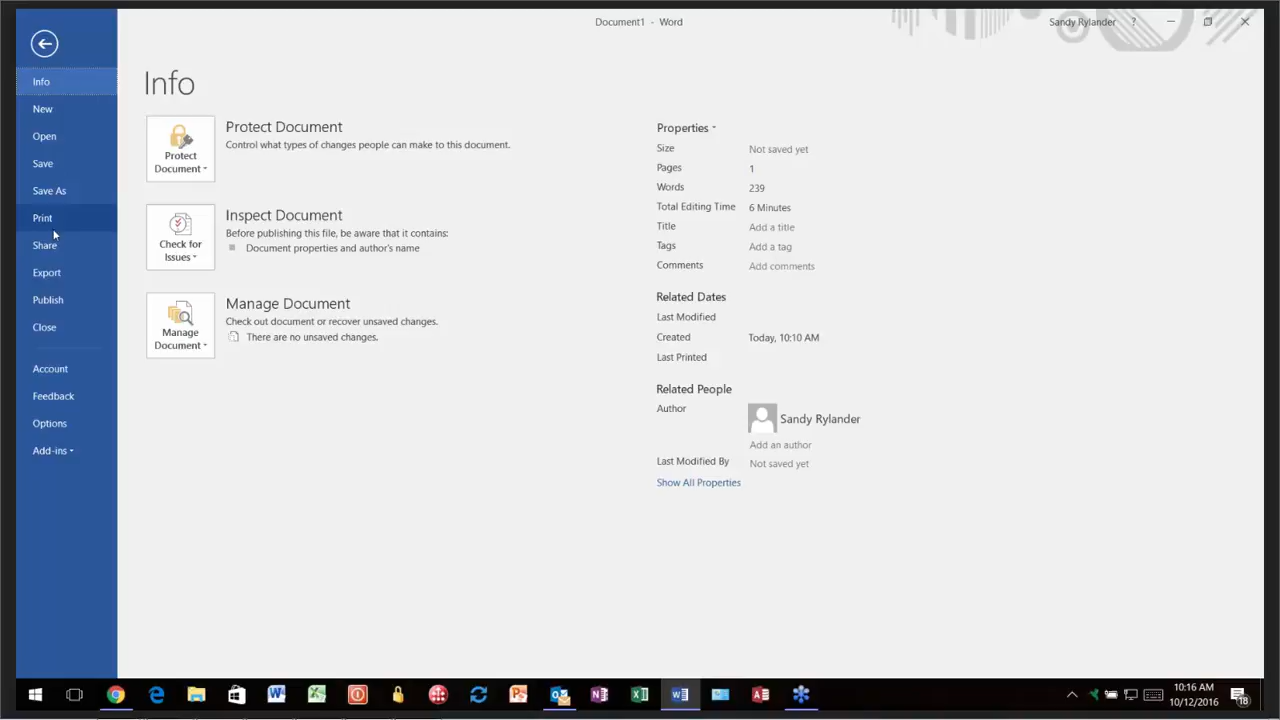 Document1 - Word
Sandy Rylander ?
Info
New
Open
Save
Save As
Print
Share
Export
Publish
Close
Account
Feedback
Options
Add-ins
Info
Protect Document
Protect Document
Control what types of changes people can make to this document.
Check for Issues
Inspect Document
Before publishing this file, be aware that it contains:
Document properties and author's name
Manage Document
Manage Document
Check out document or recover unsaved changes.
There are no unsaved changes.
Properties
Size Not saved yet
Pages 1
Words 239
Total Editing Time 6 Minutes
Title Add a title
Tags Add a tag
Comments Add comments
Related Dates
Last Modified
Created Today, 10:10 AM
Last Printed
Related People
Author Sandy Rylander
Add an author
Last Modified By Not saved yet
Show All Properties
10:16 AM
10/12/2016
18